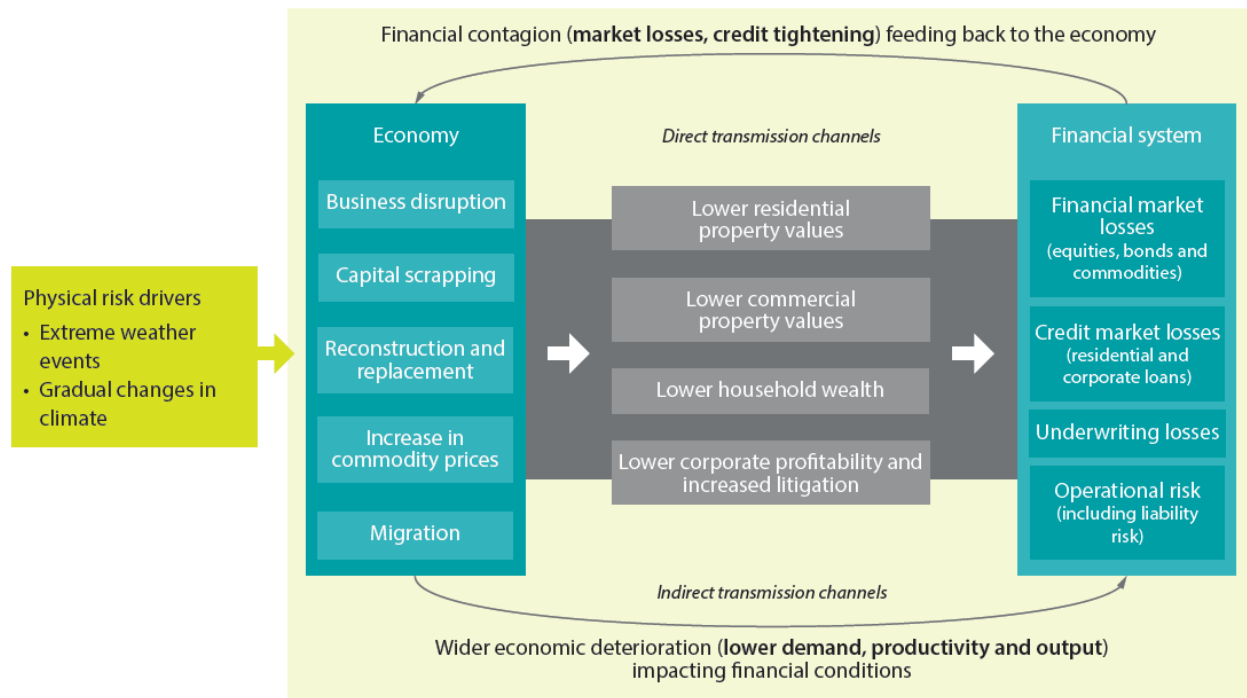 Financial contagion (market losses, credit tightening) feeding back to the economy
Economy
Direct transmission channels
Financial system
Physical risk drivers
• Extreme weather
events
• Gradual changes in
climate
Business disruption
Capital scrapping
Reconstruction and
replacement
Increase in
commodity prices
Migration
Lower residential
property values
Lower commercial
property values
Lower household wealth
Lower corporate profitability and
increased litigation
Financial market
losses
(equities, bonds and
commodities)
Credit market losses
(residential and
corporate loans)
Underwriting losses
Operational risk
(including liability
risk)
Indirect transmission channels
Wider economic deterioration (lower demand, productivity and output)
impacting financial conditions